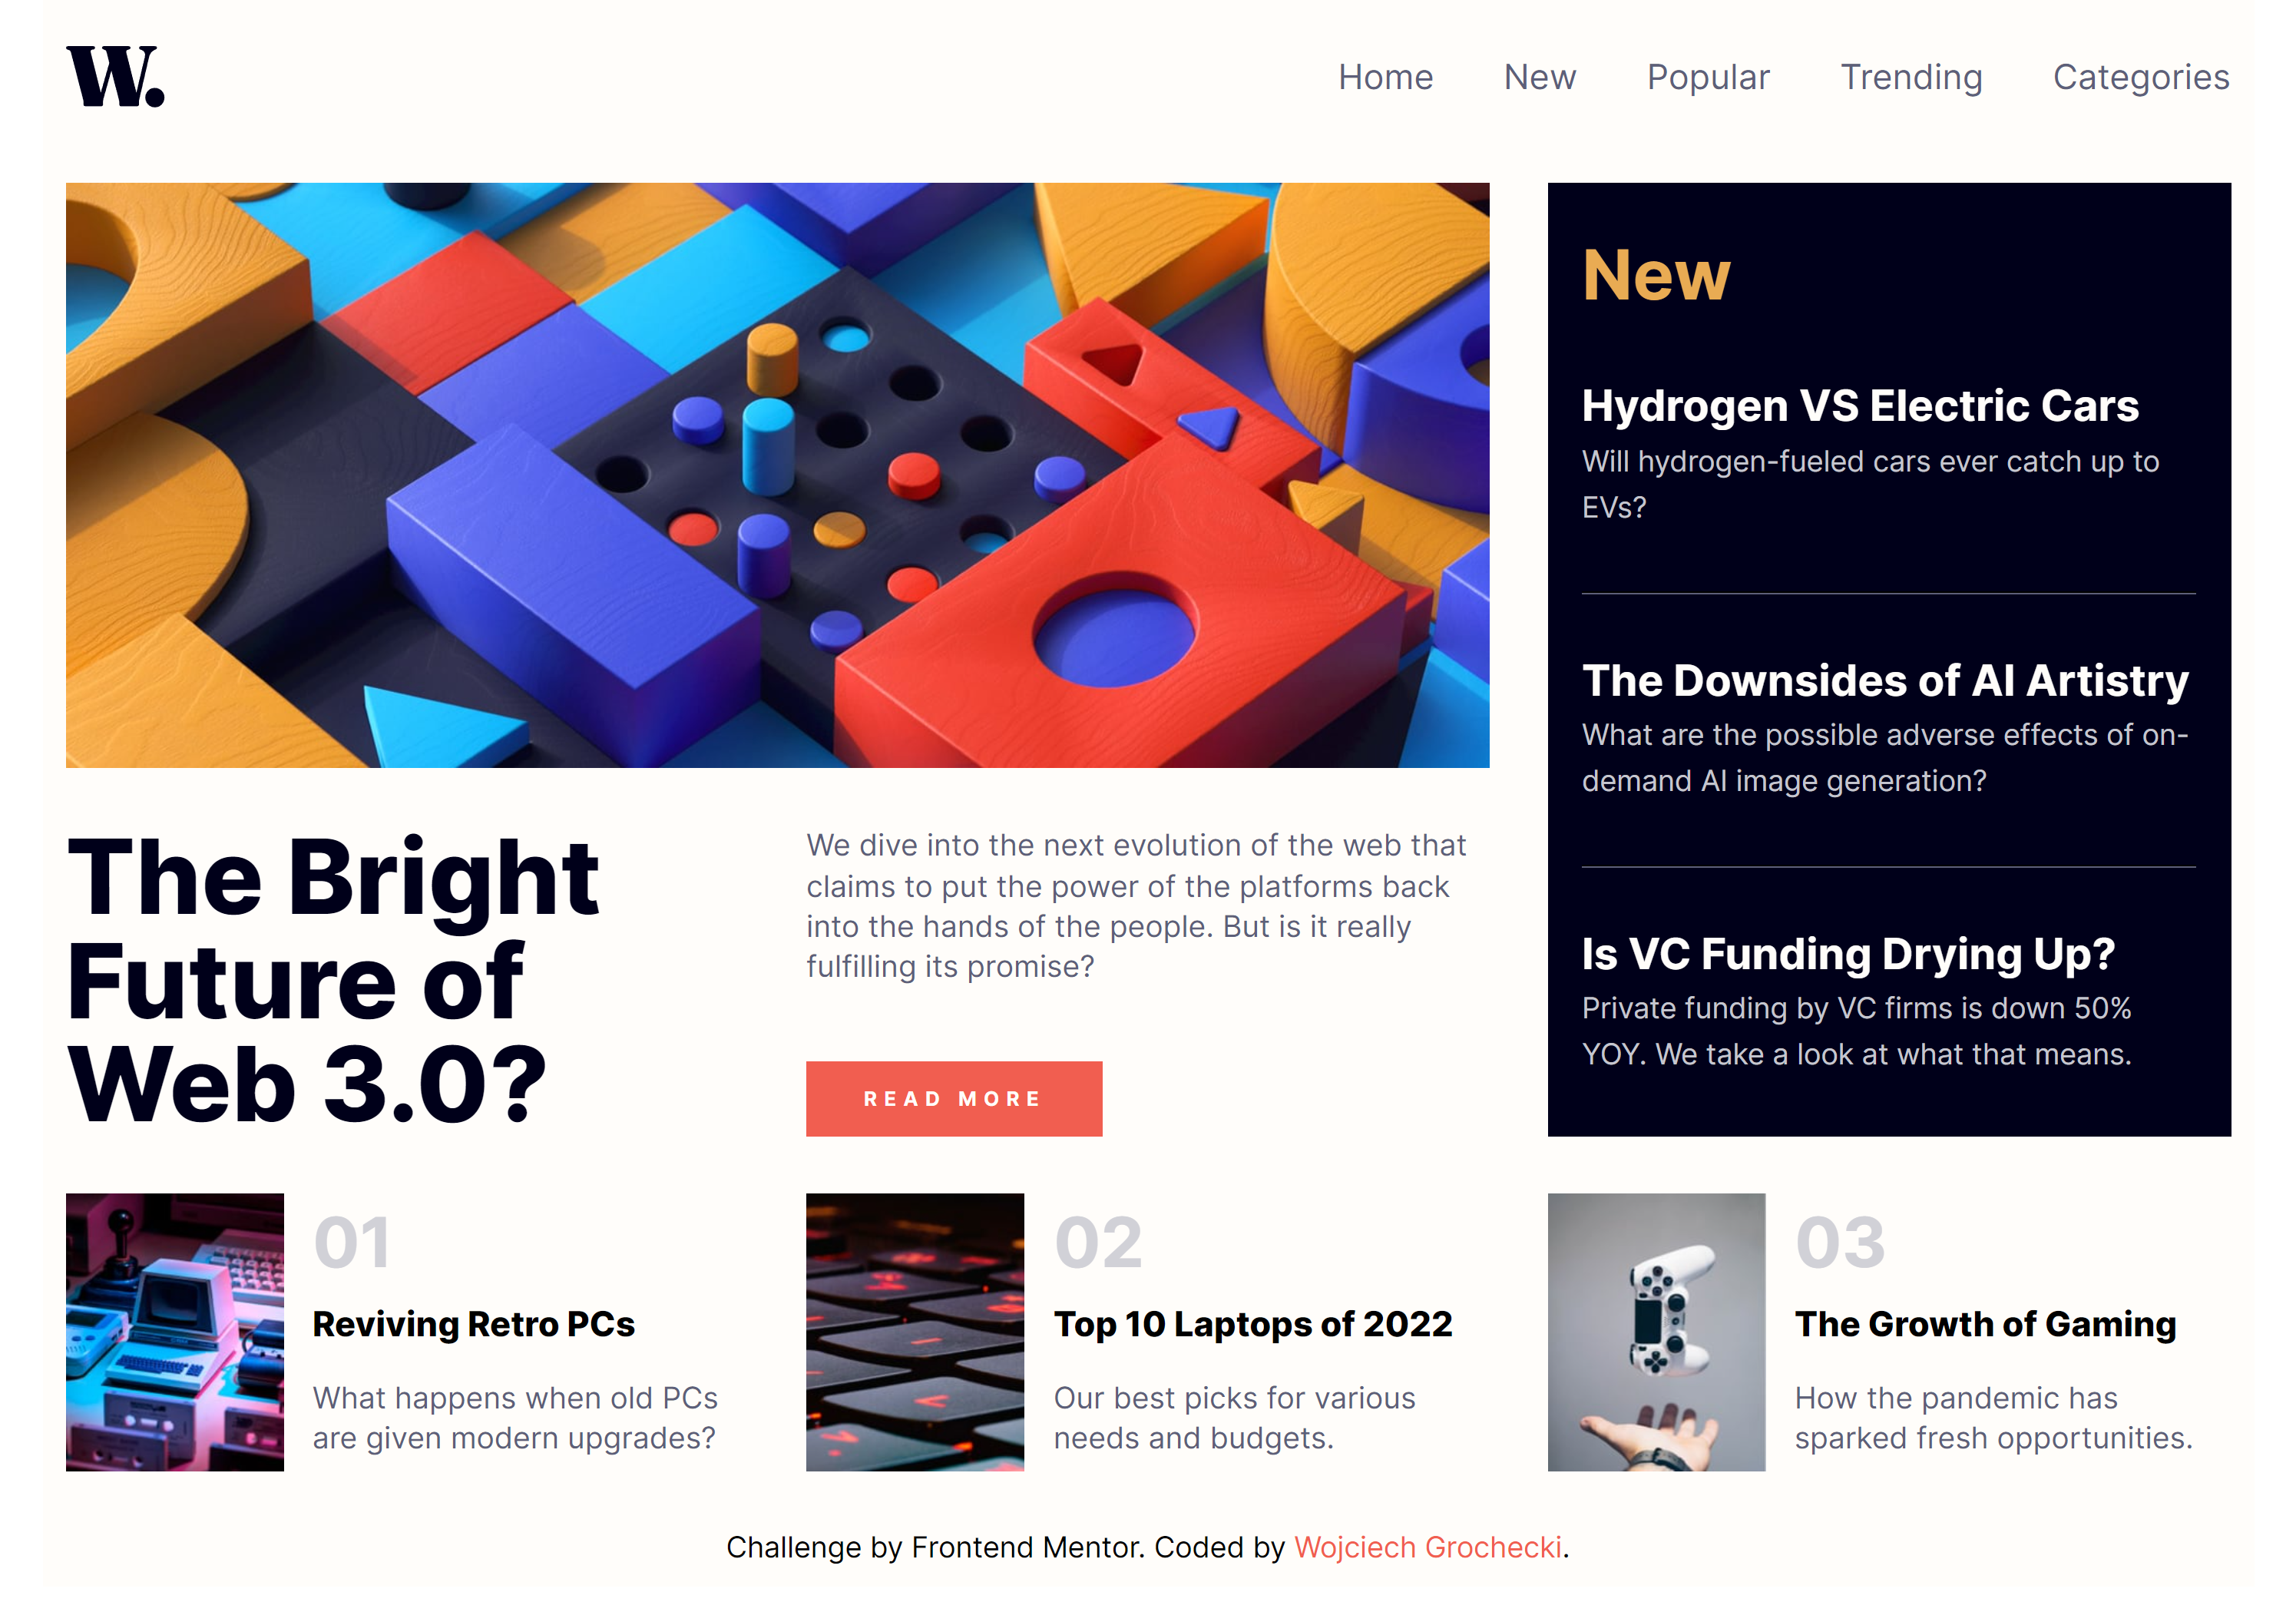 W.
Home New Popular Trending Categories
New
Hydrogen VS Electric Cars
Will hydrogen-fueled cars ever catch up to
EVs?
The Downsides of AI Artistry
What are the possible adverse effects of on-
demand AI image generation?
Is VC Funding Drying Up?
Private funding by VC firms is down 50%
YOY. We take a look at what that means.
The Bright
Future of
Web 3.0?
We dive into the next evolution of the web that
claims to put the power of the platforms back
into the hands of the people. But is it really
fulfilling its promise?
READ MORE
01
Reviving Retro PCs
What happens when old PCs
are given modern upgrades?
02
Top 10 Laptops of 2022
Our best picks for various
needs and budgets.
03
The Growth of Gaming
How the pandemic has
sparked fresh opportunities.
Challenge by Frontend Mentor. Coded by Wojciech Grochecki.